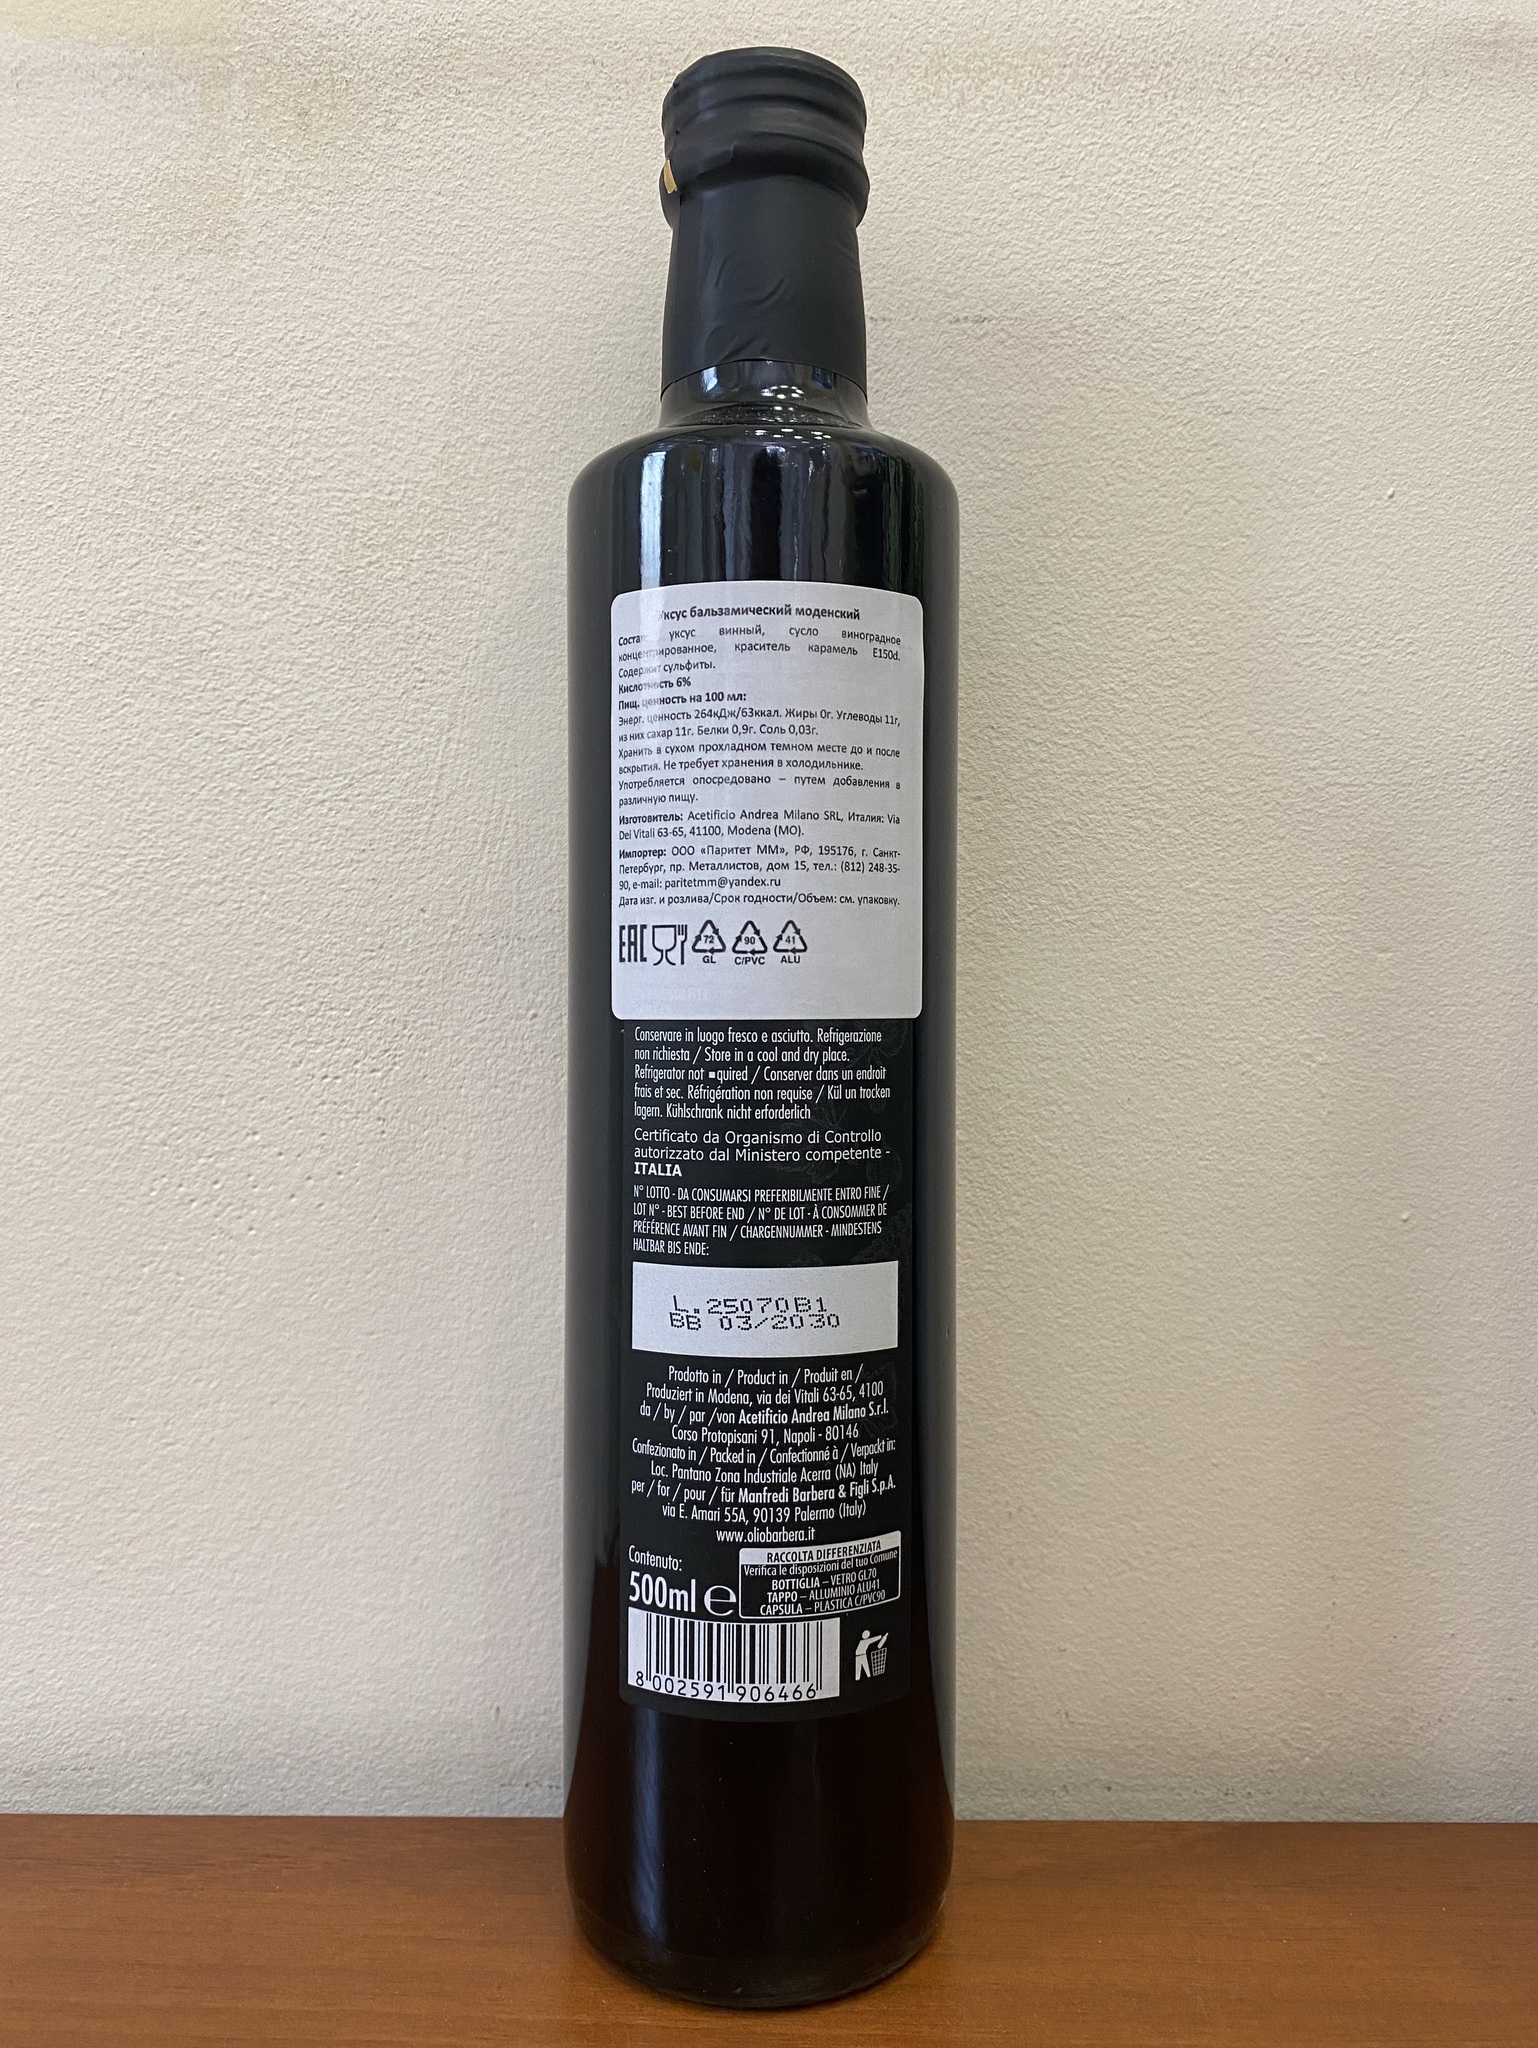 Уксус бальзамический моденский
Состав: уксус винный, сусло виноградное
концентрированное, краситель карамель E150d.
Содержит сульфиты.
Кислотность 6%
Пищ. ценность на 100 мл:
Энерг. ценность 264кДж/63ккал. Жиры 0г. Углеводы 11г,
из них сахар 11г. Белки 0,9г. Соль 0,03г.
Хранить в сухом прохладном темном месте до и после
вскрытия. Не требует хранения в холодильнике.
Употребляется опосредовано – путем добавления в
различную пищу.
Изготовитель: Acetificio Andrea Milano SRL, Италия: Via
Dei Vitali 63-65, 41100, Modena (MO).
Импортер: ООО «Паритет ММ», РФ, 195176, г. Санкт-
Петербург, пр. Металлистов, дом 15, тел.: (812) 248-35-
90, e-mail: paritetmm@yandex.ru
Дата изг. и розлива/Срок годности/Объем: см. упаковку.
EAC 72 90 41
GL C/PVC ALU
Conservare in luogo fresco e asciutto. Refrigerazione
non richiesta / Store in a cool and dry place.
Refrigerator not quired / Conserver dans un endroit
frais et sec. Réfrigération non requise / Kül un trocken
lagern. Kühlschrank nicht erforderlich
Certificato da Organismo di Controllo
autorizzato dal Ministero competente -
ITALIA
N° LOTTO - DA CONSUMARSI PREFERIBILMENTE ENTRO FINE /
LOT N° - BEST BEFORE END / N° DE LOT - À CONSOMMER DE
PRÉFÉRENCE AVANT FIN / CHARGENNUMMER - MINDESTENS
HALTBAR BIS ENDE:
L.25070B1
BB 03/2030
Prodotto in / Product in / Produit en /
Produziert in Modena, via dei Vitali 63-65, 4100
da / by / par /von Acetificio Andrea Milano S.r.l.
Corso Protopisani 91, Napoli - 80146
Confezionato in / Packed in / Confectionné à / Verpackt in:
Loc. Pantano Zona Industriale Acerra (NA) Italy
per / for / pour / für Manfredi Barbera & Figli S.p.A.
via E. Amari 55A, 90139 Palermo (Italy)
www.oliobarbera.it
Contenuto:
500ml e
RACCOLTA DIFFERENZIATA
Verifica le disposizioni del tuo Comune
BOTTIGLIA – VETRO GL70
TAPPO – ALLUMINIO ALU41
CAPSULA – PLASTICA C/PVC90
8 002591 906466